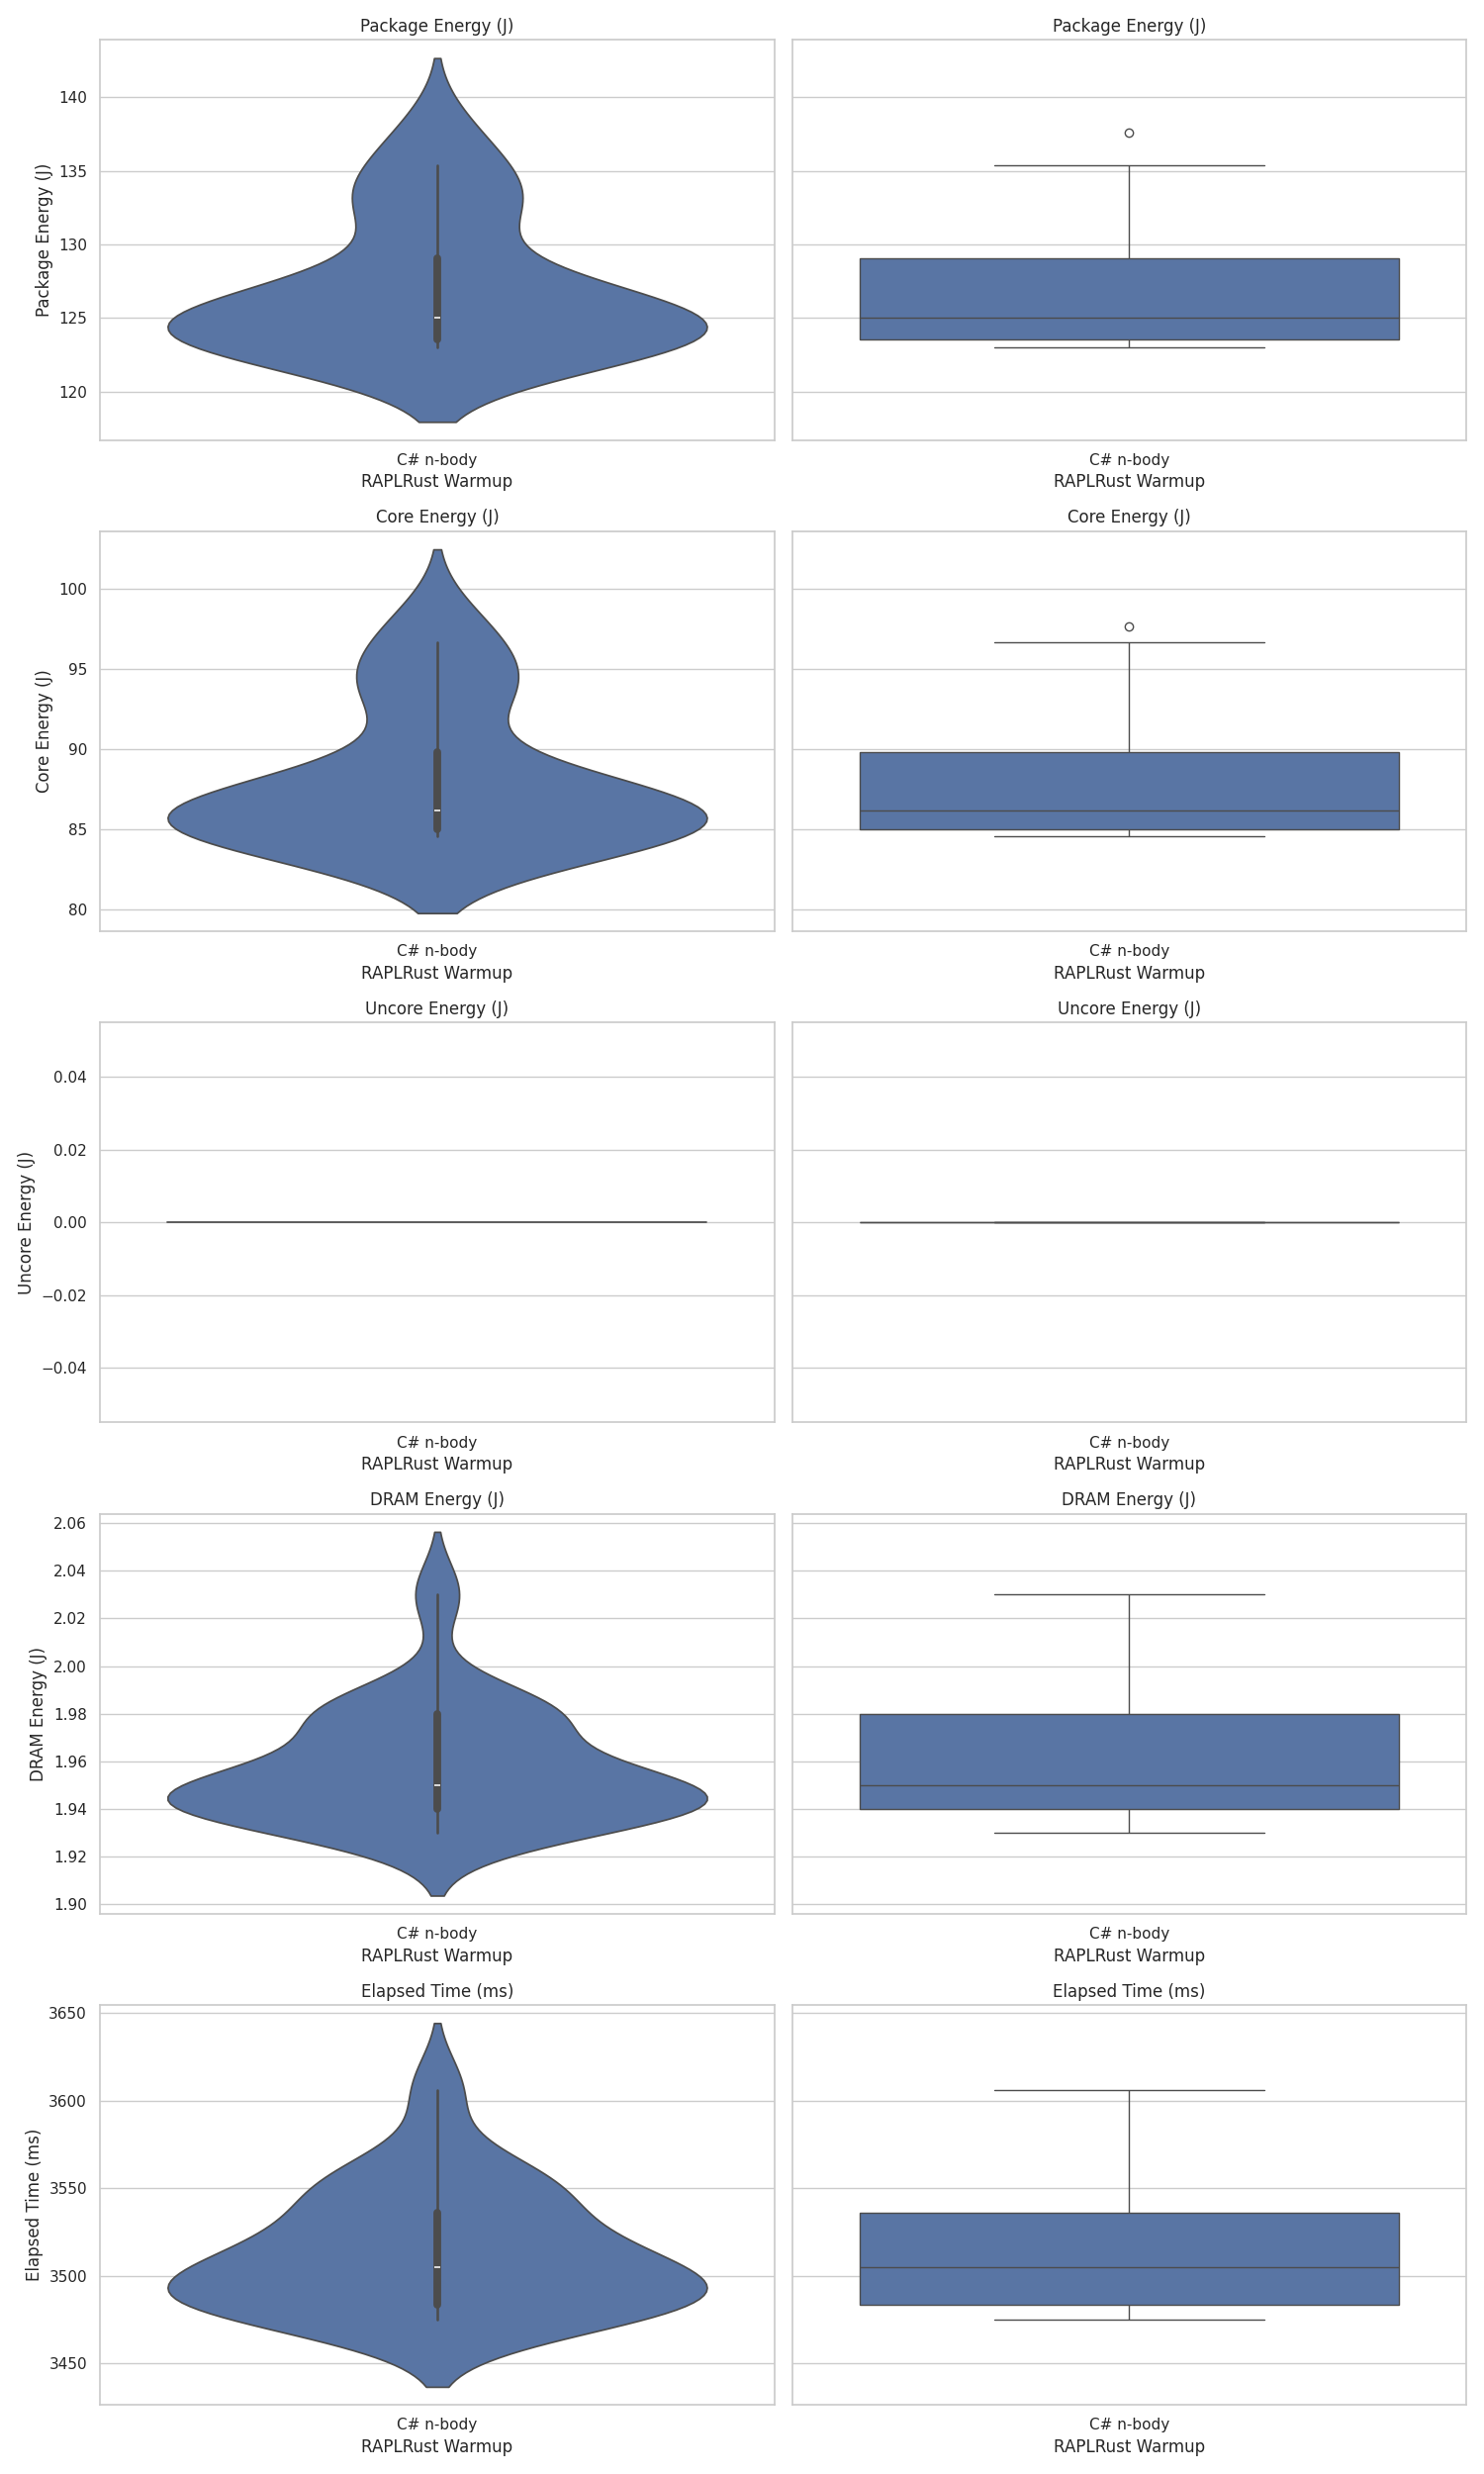 Package Energy (J)
Package Energy (J)
Package Energy (J)
140
135
130
125
120
C# n-body
RAPLRust Warmup
C# n-body
RAPLRust Warmup
Core Energy (J)
Core Energy (J)
Core Energy (J)
100
95
90
85
80
C# n-body
RAPLRust Warmup
C# n-body
RAPLRust Warmup
Uncore Energy (J)
Uncore Energy (J)
Uncore Energy (J)
0.04
0.02
0.00
−0.02
−0.04
C# n-body
RAPLRust Warmup
C# n-body
RAPLRust Warmup
DRAM Energy (J)
DRAM Energy (J)
DRAM Energy (J)
2.06
2.04
2.02
2.00
1.98
1.96
1.94
1.92
1.90
C# n-body
RAPLRust Warmup
C# n-body
RAPLRust Warmup
Elapsed Time (ms)
Elapsed Time (ms)
Elapsed Time (ms)
3650
3600
3550
3500
3450
C# n-body
RAPLRust Warmup
C# n-body
RAPLRust Warmup